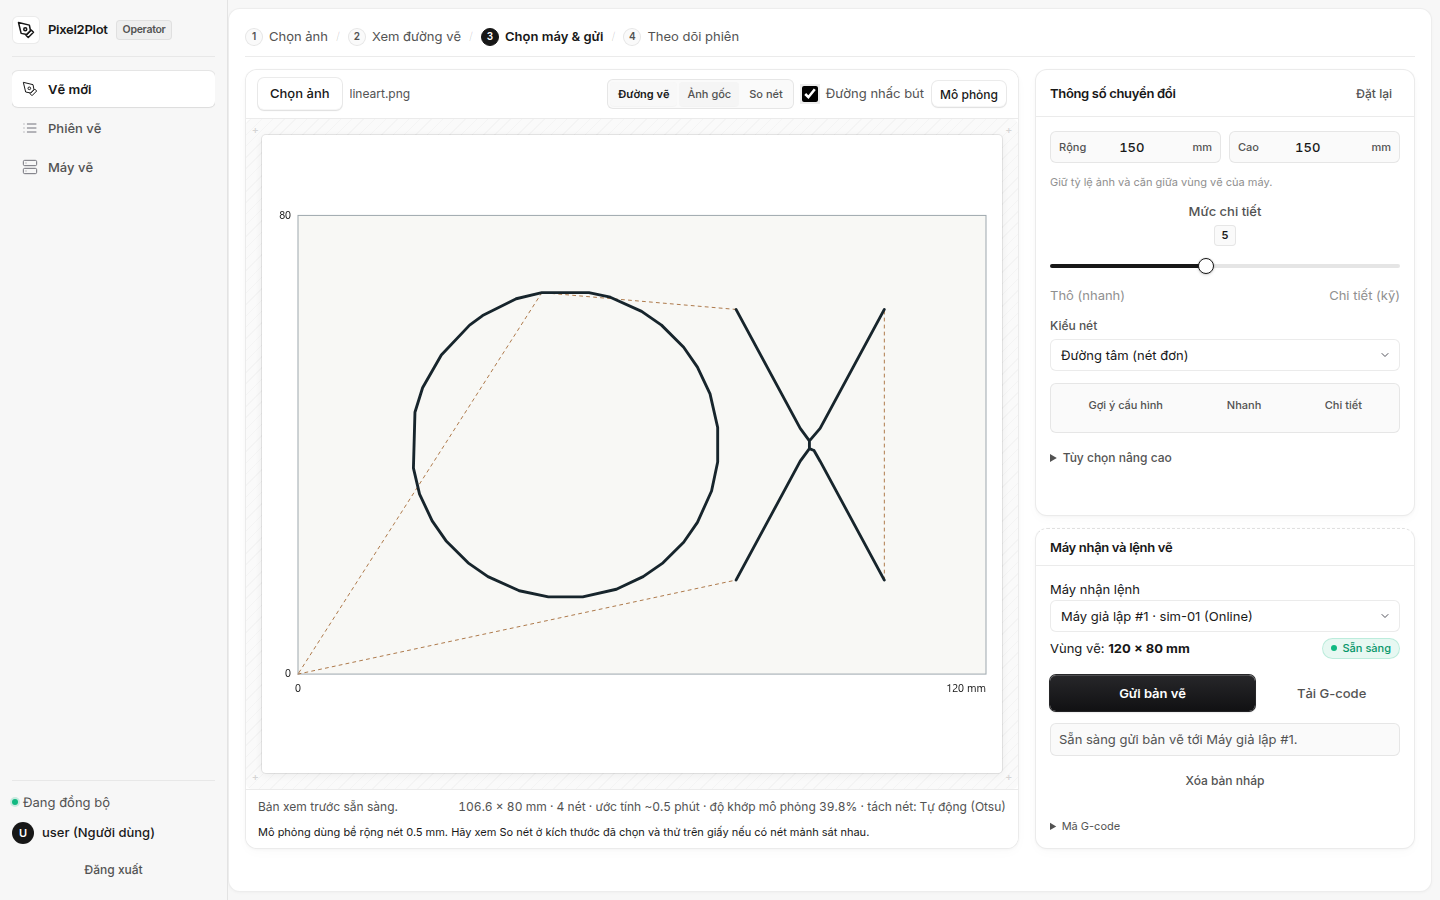 Pixel2Plot Operator
Vẽ mới
Phiên vẽ
Máy vẽ
Đang đồng bộ
U user (Người dùng)
Đăng xuất
1 Chọn ảnh / 2 Xem đường vẽ / 3 Chọn máy & gửi / 4 Theo dõi phiên
Chọn ảnh lineart.png Đường vẽ Ảnh gốc So nét Đường nhấc bút Mô phỏng
80
0
0 120 mm
Bản xem trước sẵn sàng. 106.6 × 80 mm · 4 nét · ước tính ~0.5 phút · độ khớp mô phỏng 39.8% · tách nét: Tự động (Otsu)
Mô phỏng dùng bề rộng nét 0.5 mm. Hãy xem So nét ở kích thước đã chọn và thử trên giấy nếu có nét mảnh sát nhau.
Thông số chuyển đổi Đặt lại
Rộng 150 mm Cao 150 mm
Giữ tỷ lệ ảnh và căn giữa vùng vẽ của máy.
Mức chi tiết
5
Thô (nhanh) Chi tiết (kỹ)
Kiểu nét
Đường tâm (nét đơn)
Gợi ý cấu hình Nhanh Chi tiết
Tùy chọn nâng cao
Máy nhận và lệnh vẽ
Máy nhận lệnh
Máy giả lập #1 · sim-01 (Online)
Vùng vẽ: 120 × 80 mm Sẵn sàng
Gửi bản vẽ Tải G-code
Sẵn sàng gửi bản vẽ tới Máy giả lập #1.
Xóa bản nháp
Mã G-code